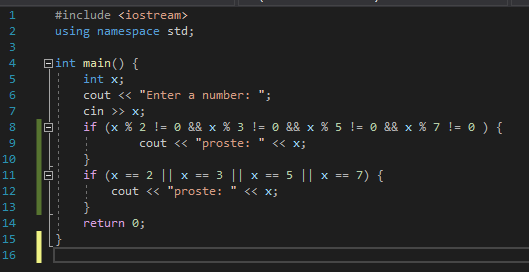 1 #include <iostream>
2 using namespace std;
3
4 int main() {
5 int x;
6 cout << "Enter a number: ";
7 cin >> x;
8 if (x % 2 != 0 && x % 3 != 0 && x % 5 != 0 && x % 7 != 0 ) {
9 cout << "proste: " << x;
10 }
11 if (x == 2 || x == 3 || x == 5 || x == 7) {
12 cout << "proste: " << x;
13 }
14 return 0;
15 }
16